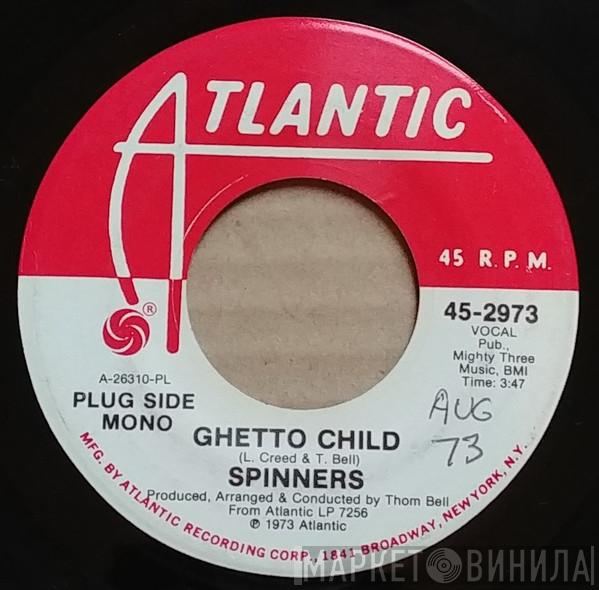 ATLANTIC
®
45 R.P.M.
45-2973
VOCAL
Pub.,
Mighty Three
Music, BMI
Time: 3:47
A-26310-PL
PLUG SIDE
MONO
AUG
73
GHETTO CHILD
(L. Creed & T. Bell)
SPINNERS
Produced, Arranged & Conducted by Thom Bell
From Atlantic LP 7256
℗ 1973 Atlantic
MFG. BY ATLANTIC RECORDING CORP., 1841 BROADWAY, NEW YORK, N.Y.
МАРКЕТ ВИНИЛА